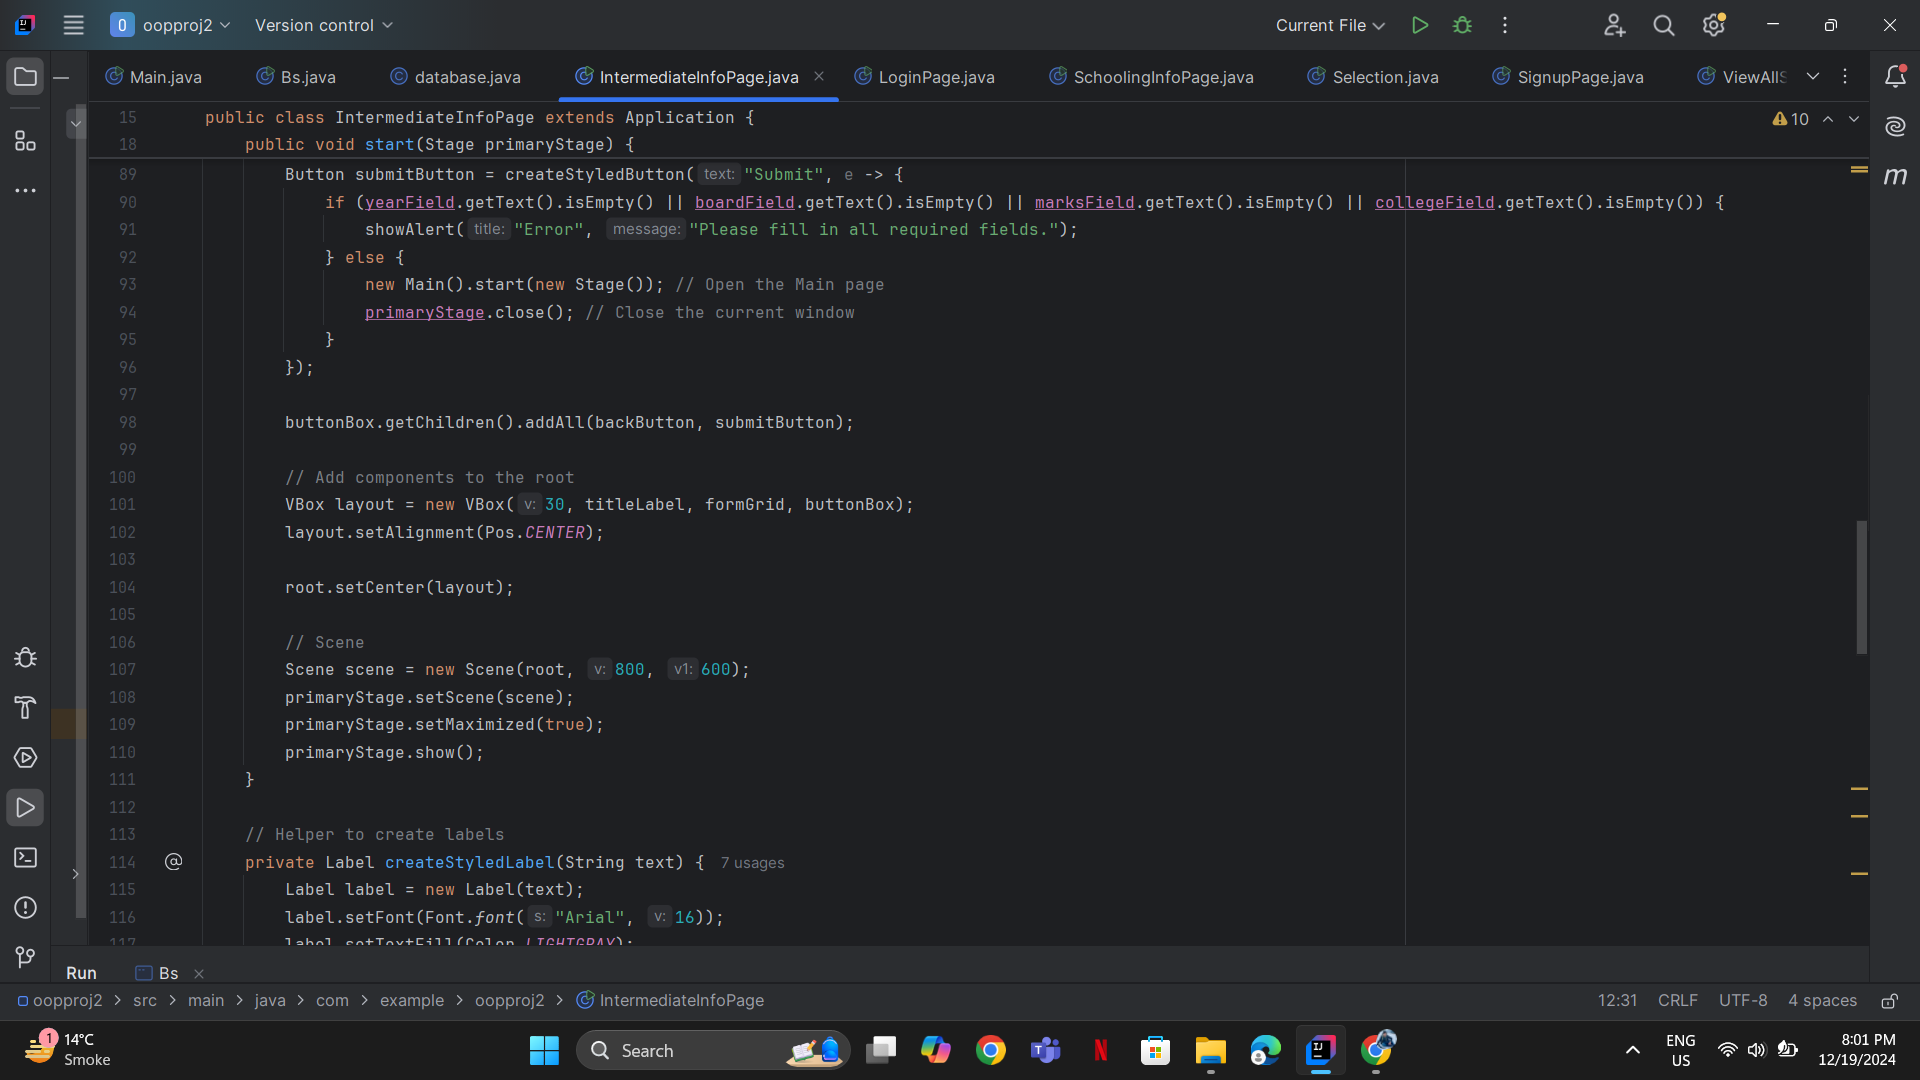 oopproj2 Version control Current File
Main.java Bs.java database.java IntermediateInfoPage.java LoginPage.java SchoolingInfoPage.java Selection.java SignupPage.java ViewAllS
15 public class IntermediateInfoPage extends Application {
10
18 public void start(Stage primaryStage) {
89 Button submitButton = createStyledButton( text: "Submit", e -> {
90 if (yearField.getText().isEmpty() || boardField.getText().isEmpty() || marksField.getText().isEmpty() || collegeField.getText().isEmpty()) {
91 showAlert( title: "Error", message: "Please fill in all required fields.");
92 } else {
93 new Main().start(new Stage()); // Open the Main page
94 primaryStage.close(); // Close the current window
95 }
96 });
97
98 buttonBox.getChildren().addAll(backButton, submitButton);
99
100 // Add components to the root
101 VBox layout = new VBox( v: 30, titleLabel, formGrid, buttonBox);
102 layout.setAlignment(Pos.CENTER);
103
104 root.setCenter(layout);
105
106 // Scene
107 Scene scene = new Scene(root, v: 800, v1: 600);
108 primaryStage.setScene(scene);
109 primaryStage.setMaximized(true);
110 primaryStage.show();
111 }
112
113 // Helper to create labels
114 @ private Label createStyledLabel(String text) { 7 usages
115 Label label = new Label(text);
116 label.setFont(Font.font( s: "Arial", v: 16));
117 label.setTextFill(Color.LIGHTGRAY);
Run Bs
oopproj2 > src > main > java > com > example > oopproj2 > IntermediateInfoPage 12:31 CRLF UTF-8 4 spaces
1 14°C
Smoke
Search
ENG
US
8:01 PM
12/19/2024